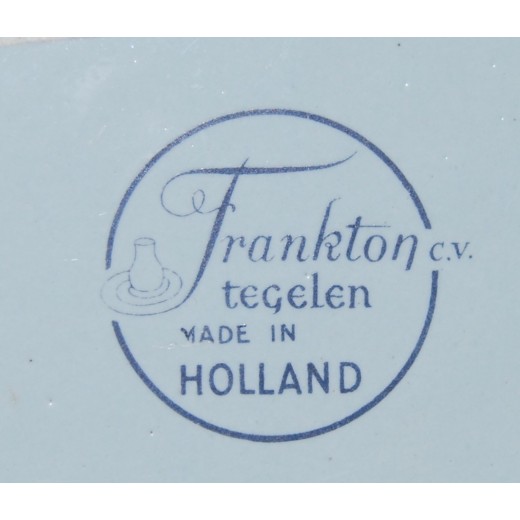 Frankton c.v.
tegelen
MADE IN
HOLLAND